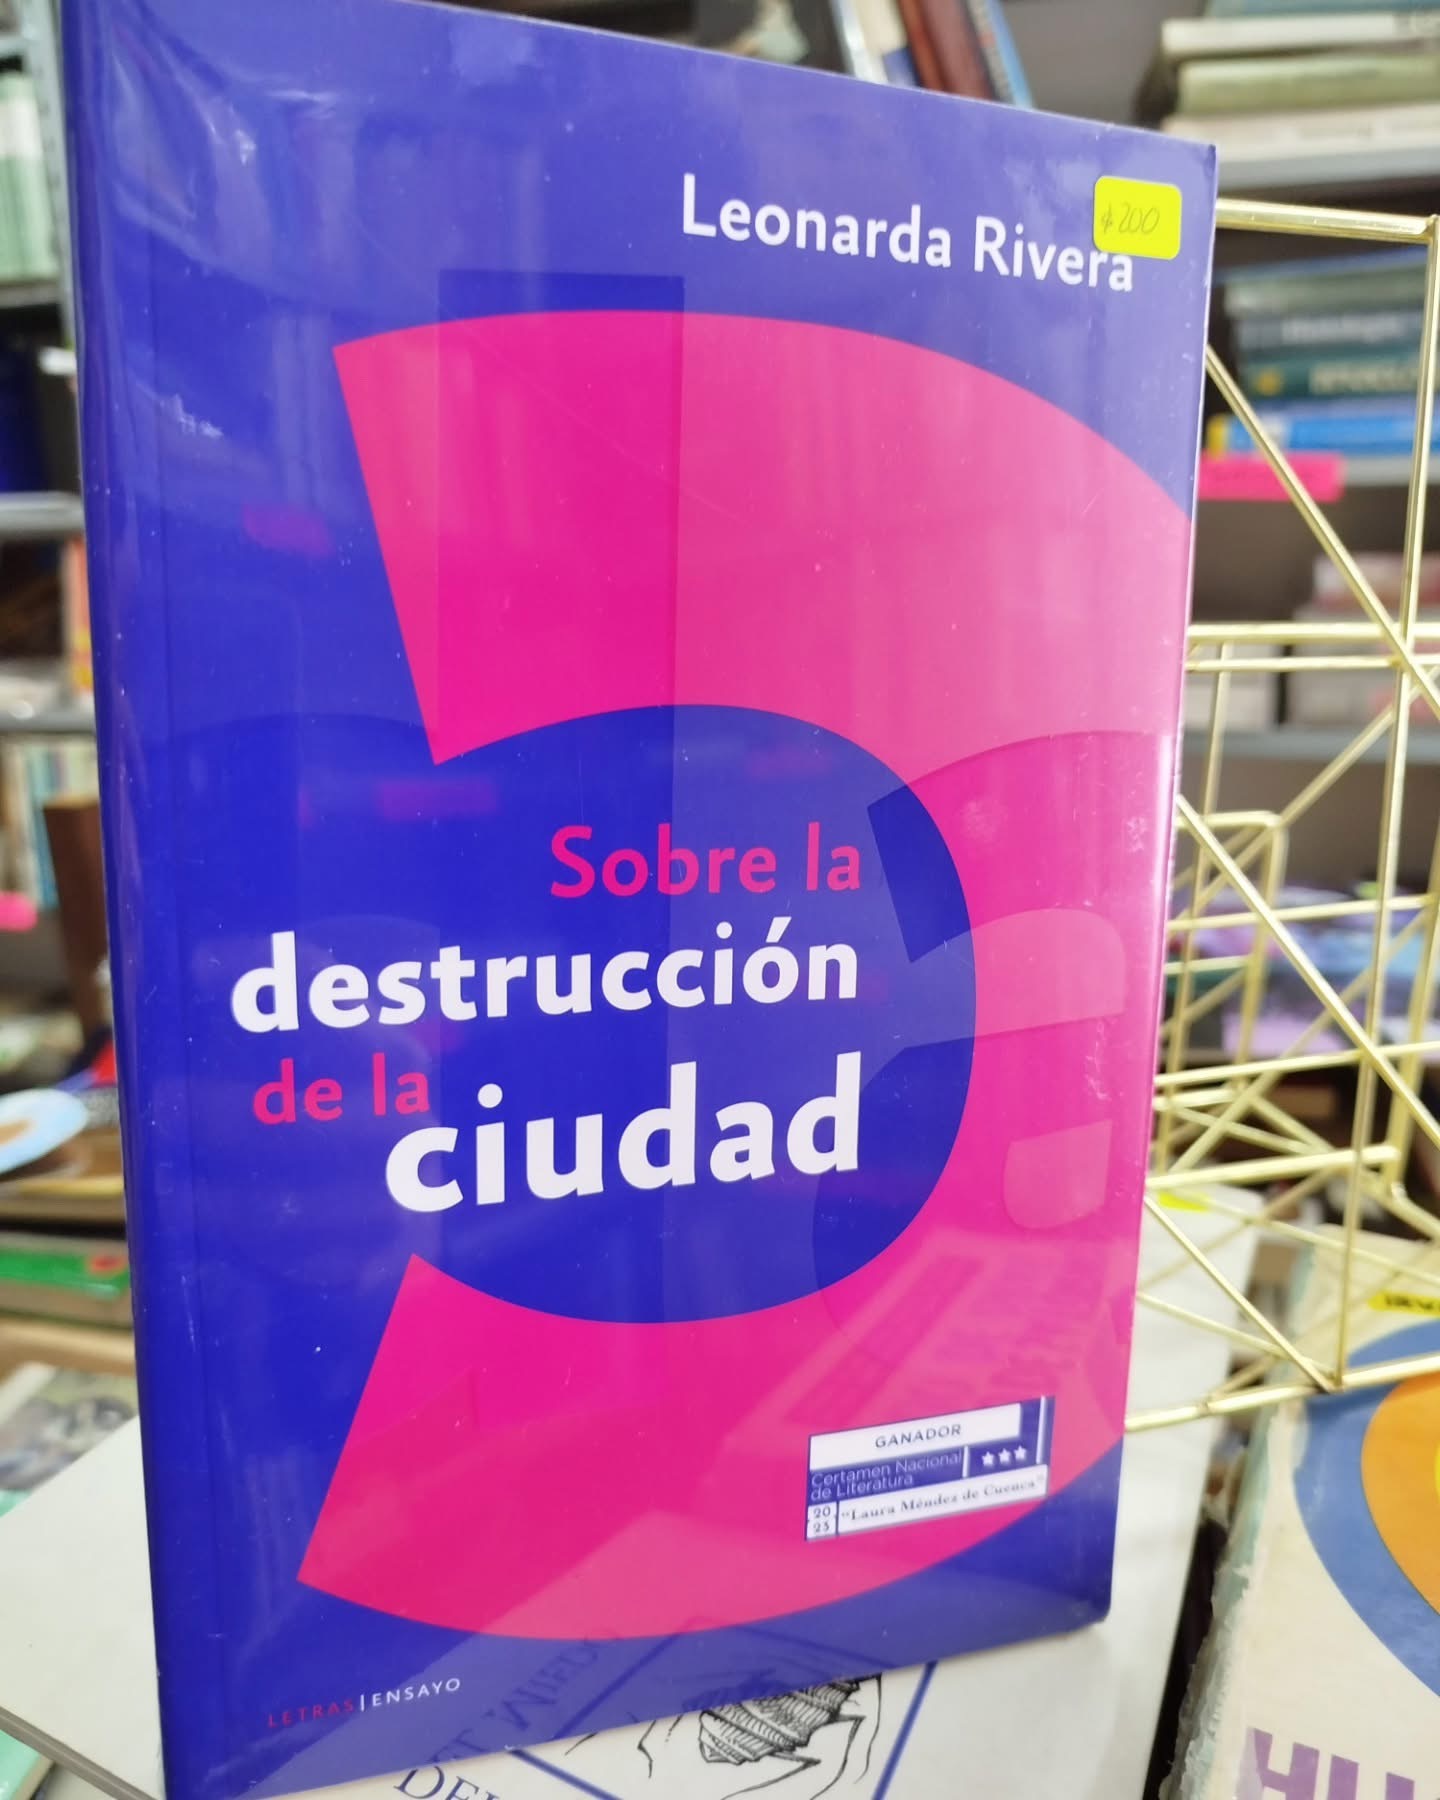 Leonarda Rivera
$200
Sobre la
destrucción
de la
ciudad
GANADOR
Certamen Nacional
de Literatura
20
23
"Laura Méndez de Cuenca"
LETRAS|ENSAYO